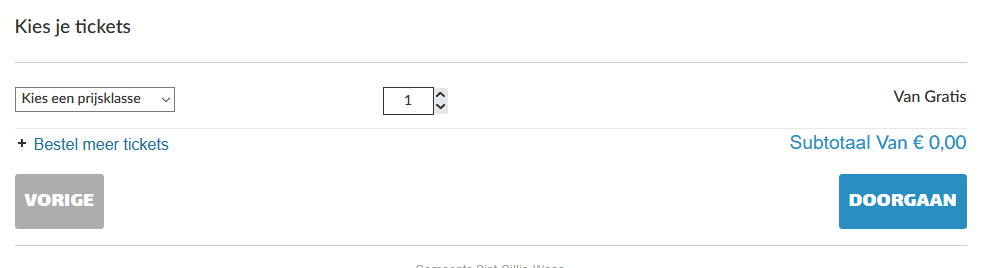 Kies je tickets
Kies een prijsklasse 1 Van Gratis
+ Bestel meer tickets Subtotaal Van € 0,00
VORIGE DOORGAAN